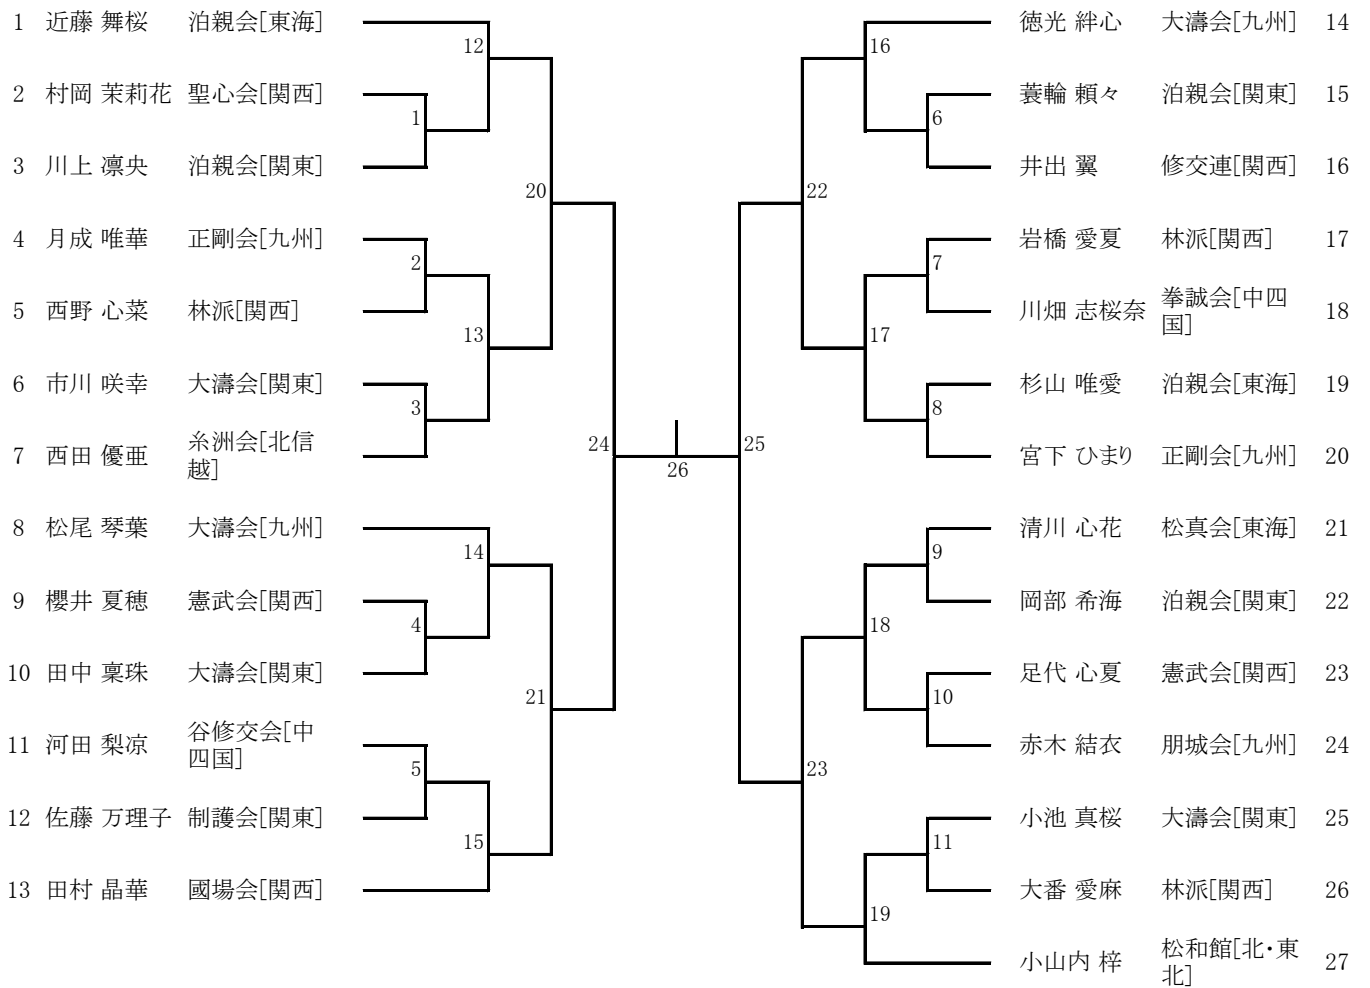 1 近藤 舞桜 泊親会[東海]
12
2 村岡 茉莉花 聖心会[関西]
1
3 川上 凛央 泊親会[関東]
20
4 月成 唯華 正剛会[九州]
2
5 西野 心菜 林派[関西]
13
6 市川 咲幸 大濤会[関東]
3
7 西田 優亜 糸洲会[北信
越]
24
8 松尾 琴葉 大濤会[九州]
14
9 櫻井 夏穂 憲武会[関西]
4
10 田中 稟珠 大濤会[関東]
21
11 河田 梨凉 谷修交会[中
四国]
5
12 佐藤 万理子 制護会[関東]
15
13 田村 晶華 國場会[関西]
26
徳光 絆心 大濤会[九州] 14
16
蓑輪 頼々 泊親会[関東] 15
6
井出 翼 修交連[関西] 16
22
岩橋 愛夏 林派[関西] 17
7
川畑 志桜奈 拳誠会[中四
国] 18
17
杉山 唯愛 泊親会[東海] 19
8
宮下 ひまり 正剛会[九州] 20
25
清川 心花 松真会[東海] 21
9
岡部 希海 泊親会[関東] 22
18
足代 心夏 憲武会[関西] 23
10
赤木 結衣 朋城会[九州] 24
23
小池 真桜 大濤会[関東] 25
11
大番 愛麻 林派[関西] 26
19
小山内 梓 松和館[北・東
北] 27